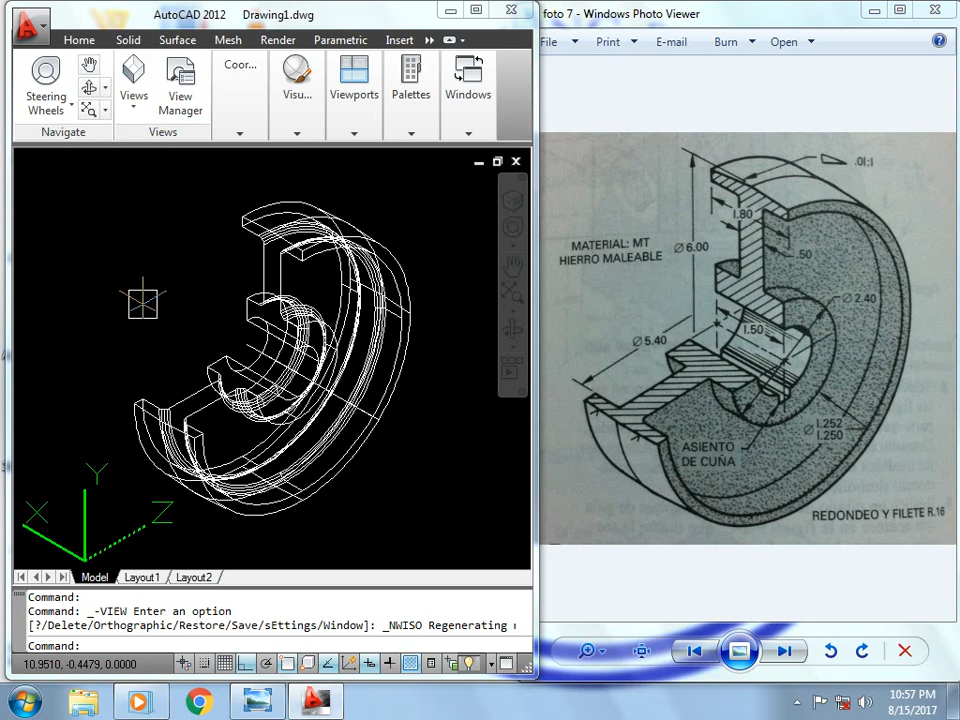 AutoCAD 2012 Drawing1.dwg
Home Solid Surface Mesh Render Parametric Insert
Steering Wheels
Views
View Manager
Coor...
Visu...
Viewports
Palettes
Windows
Navigate
Views
X
Y
Z
Model Layout1 Layout2
Command:
Command: _-VIEW Enter an option
[?/Delete/Orthographic/Restore/Save/sEttings/Window]: _NWISO Regenerating
Command:
10.9510, -0.4479, 0.0000
foto 7 - Windows Photo Viewer
File Print E-mail Burn Open
.01:1
1.80
MATERIAL: MT
HIERRO MALEABLE
Ø 6.00
.50
Ø 2.40
1.50
Ø 5.40
Ø 1.252
1.250
ASIENTO
DE CUÑA
REDONDEO Y FILETE R.16
10:57 PM
8/15/2017